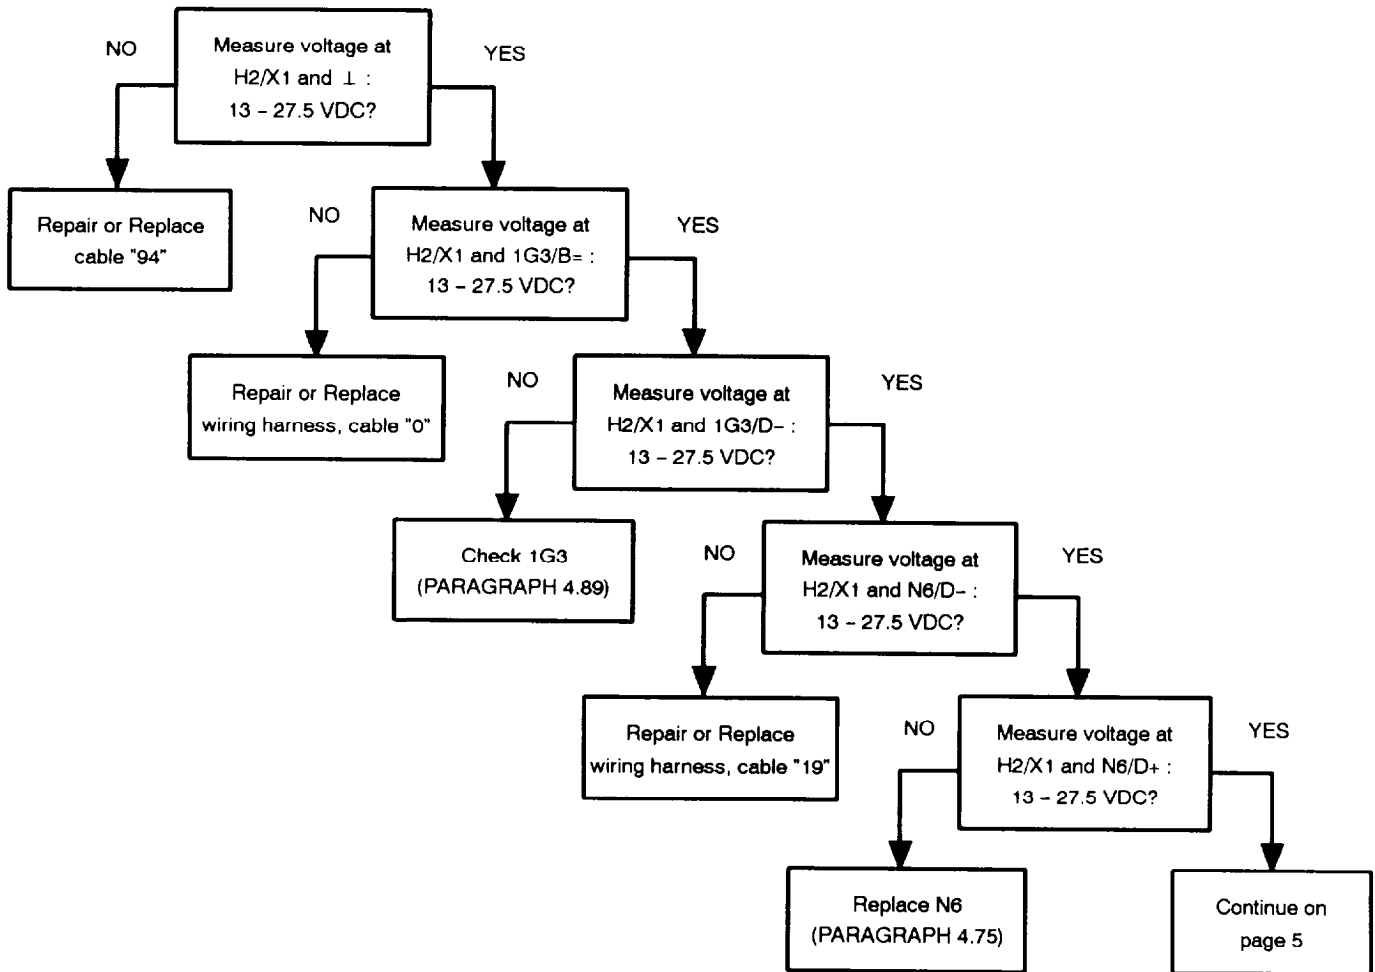 NO
Measure voltage at
H2/X1 and ⊥ :
13 – 27.5 VDC?
YES
Repair or Replace
cable "94"
NO
Measure voltage at
H2/X1 and 1G3/B= :
13 – 27.5 VDC?
YES
Repair or Replace
wiring harness, cable "0"
NO
Measure voltage at
H2/X1 and 1G3/D– :
13 – 27.5 VDC?
YES
Check 1G3
(PARAGRAPH 4.89)
NO
Measure voltage at
H2/X1 and N6/D– :
13 – 27.5 VDC?
YES
Repair or Replace
wiring harness, cable "19"
NO
Measure voltage at
H2/X1 and N6/D+ :
13 – 27.5 VDC?
YES
Replace N6
(PARAGRAPH 4.75)
Continue on
page 5